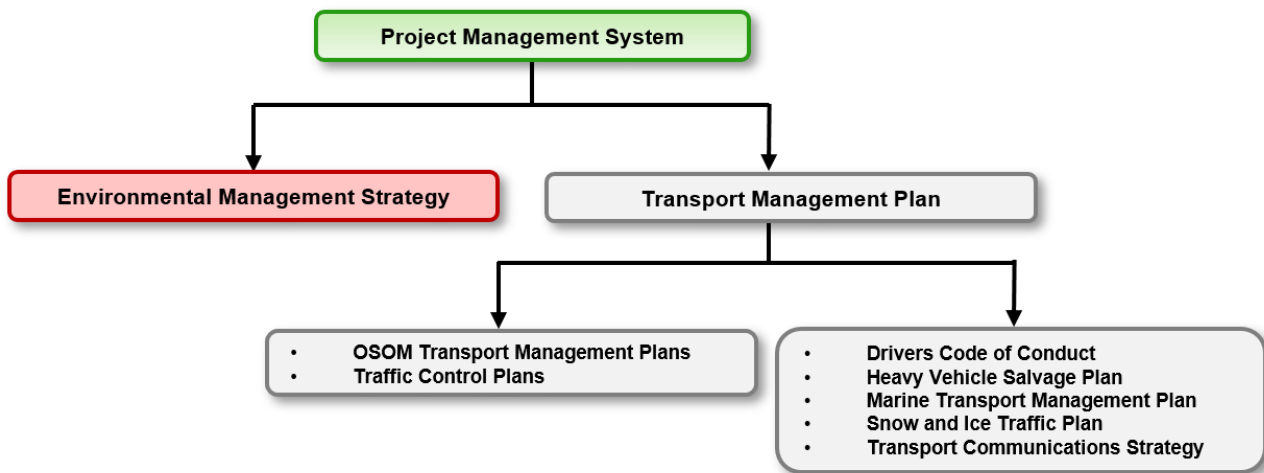 Project Management System
Environmental Management Strategy
Transport Management Plan
• OSOM Transport Management Plans
• Traffic Control Plans
• Drivers Code of Conduct
• Heavy Vehicle Salvage Plan
• Marine Transport Management Plan
• Snow and Ice Traffic Plan
• Transport Communications Strategy